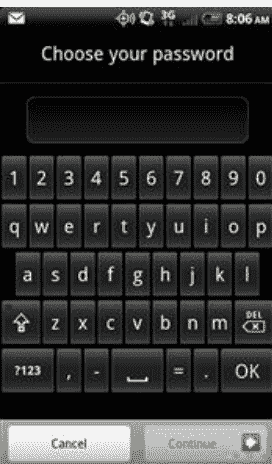 3G 8:06 AM
Choose your password
1 2 3 4 5 6 7 8 9 0
q w e r t y u i o p
a s d f g h j k l
z x c v b n m DEL
?123 , - = . OK
Cancel Continue